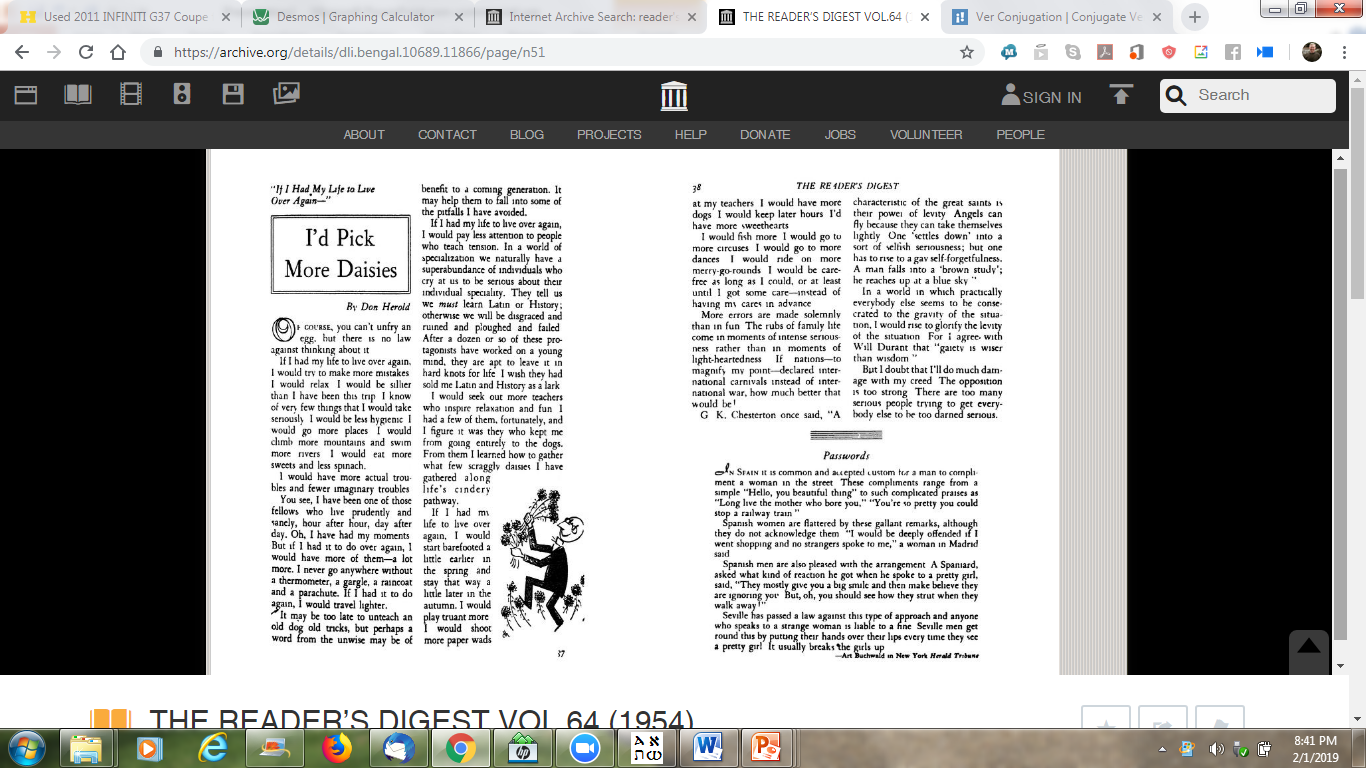 Used 2011 INFINITI G37 Coupe
Desmos | Graphing Calculator
Internet Archive Search: reader's
THE READER'S DIGEST VOL.64 (
Ver Conjugation | Conjugate Ve
https://archive.org/details/dli.bengal.10689.11866/page/n51
SIGN IN
Search
ABOUT CONTACT BLOG PROJECTS HELP DONATE JOBS VOLUNTEER PEOPLE
"If I Had My Life to Live
Over Again—"
I'd Pick
More Daisies
By Don Herold
OF COURSE, you can't unfry an
egg, but there is no law
against thinking about it
If I had my life to live over again,
I would try to make more mistakes
I would relax I would be sillier
than I have been this trip I know
of very few things that I would take
seriously I would be less hygienic I
would go more places I would
climb more mountains and swim
more rivers I would eat more
sweets and less spinach.
I would have more actual trou-
bles and fewer imaginary troubles
You see, I have been one of those
fellows who live prudently and
sanely, hour after hour, day after
day. Oh, I have had my moments
But if I had it to do over again, I
would have more of them—a lot
more. I never go anywhere without
a thermometer, a gargle, a raincoat
and a parachute. If I had it to do
again, I would travel lighter.
It may be too late to unteach an
old dog old tricks, but perhaps a
word from the unwise may be of
benefit to a coming generation. It
may help them to fall into some of
the pitfalls I have avoided.
If I had my life to live over again,
I would pay less attention to people
who teach tension. In a world of
specialization we naturally have a
superabundance of individuals who
cry at us to be serious about their
individual speciality. They tell us
we must learn Latin or History;
otherwise we will be disgraced and
ruined and ploughed and failed
After a dozen or so of these pro-
tagonists have worked on a young
mind, they are apt to leave it in
hard knots for life I wish they had
sold me Latin and History as a lark
I would seek out more teachers
who inspire relaxation and fun I
had a few of them, fortunately, and
I figure it was they who kept me
from going entirely to the dogs.
From them I learned how to gather
what few scraggly daisies I have
gathered along
life's cindery
pathway.
If I had my
life to live over
again, I would
start barefooted a
little earlier in
the spring and
stay that way a
little later in the
autumn. I would
play truant more
I would shoot
more paper wads
37
38 THE READER'S DIGEST
at my teachers I would have more
dogs I would keep later hours I'd
have more sweethearts
I would fish more I would go to
more circuses I would go to more
dances I would ride on more
merry-go-rounds I would be care-
free as long as I could, or at least
until I got some care—instead of
having my cares in advance
More errors are made solemnly
than in fun The rubs of family life
come in moments of intense serious-
ness rather than in moments of
light-heartedness If nations—to
magnify my point—declared inter-
national carnivals instead of inter-
national war, how much better that
would be!
G K. Chesterton once said, "A
characteristic of the great saints is
their power of levity Angels can
fly because they can take themselves
lightly One 'settles down' into a
sort of selfish seriousness; but one
has to rise to a gay self-forgetfulness.
A man falls into a 'brown study';
he reaches up at a blue sky "
In a world in which practically
everybody else seems to be conse-
crated to the gravity of the situa-
tion, I would rise to glorify the levity
of the situation For I agree with
Will Durant that "gaiety is wiser
than wisdom "
But I doubt that I'll do much dam-
age with my creed The opposition
is too strong There are too many
serious people trying to get every-
body else to be too darned serious.
Passwords
IN SPAIN it is common and accepted custom for a man to compli-
ment a woman in the street These compliments range from a
simple "Hello, you beautiful thing" to such complicated praises as
"Long live the mother who bore you," "You're so pretty you could
stop a railway train "
Spanish women are flattered by these gallant remarks, although
they do not acknowledge them "I would be deeply offended if I
went shopping and no strangers spoke to me," a woman in Madrid
said
Spanish men are also pleased with the arrangement A Spaniard,
asked what kind of reaction he got when he spoke to a pretty girl,
said, "They mostly give you a big smile and then make believe they
are ignoring you But, oh, you should see how they strut when they
walk away!"
Seville has passed a law against this type of approach and anyone
who speaks to a strange woman is liable to a fine Seville men get
round this by putting their hands over their lips every time they see
a pretty girl It usually breaks the girls up
—Art Buchwald in New York Herald Tribune
THE READER'S DIGEST VOL.64 (1954)
8:41 PM
2/1/2019